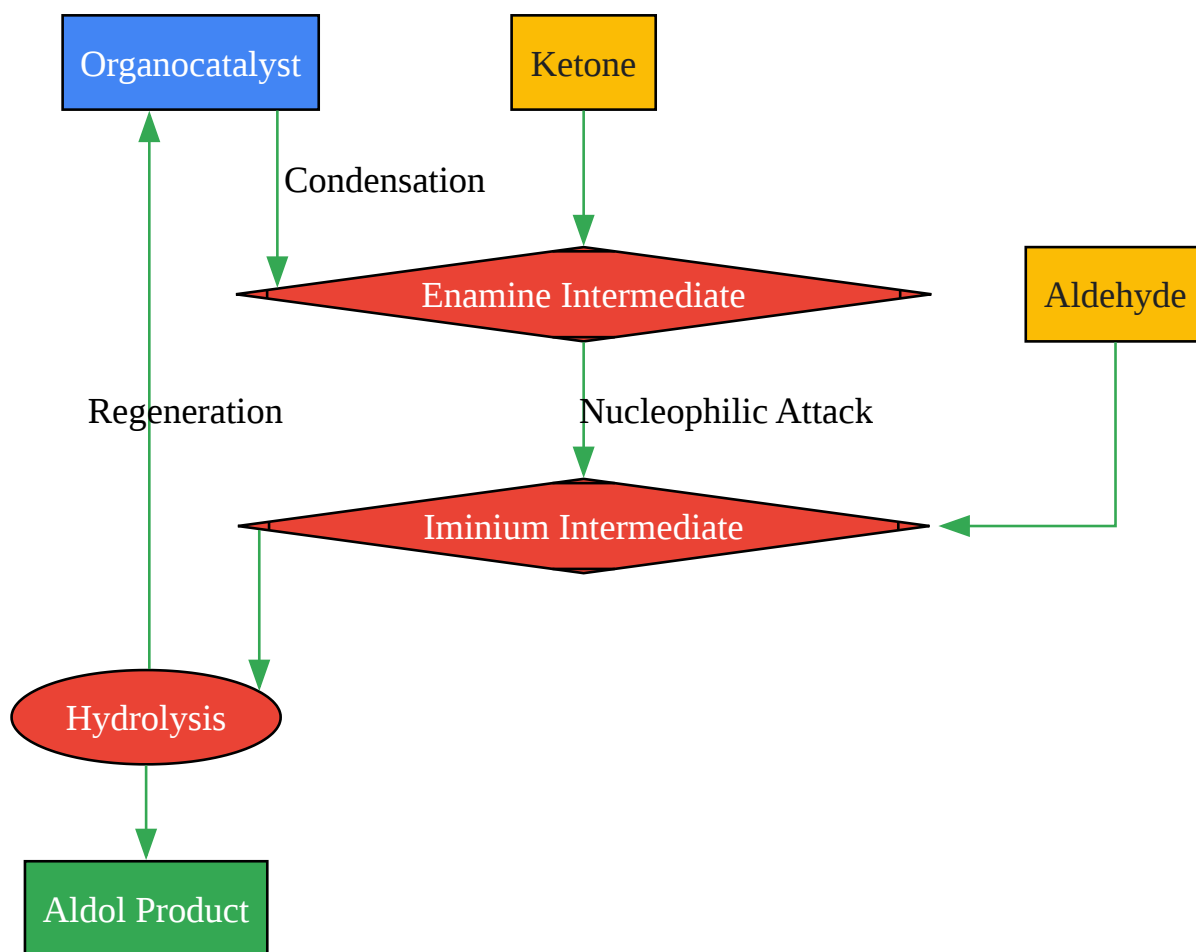 Organocatalyst
Ketone
Condensation
Enamine Intermediate
Aldehyde
Regeneration
Nucleophilic Attack
Iminium Intermediate
Hydrolysis
Aldol Product